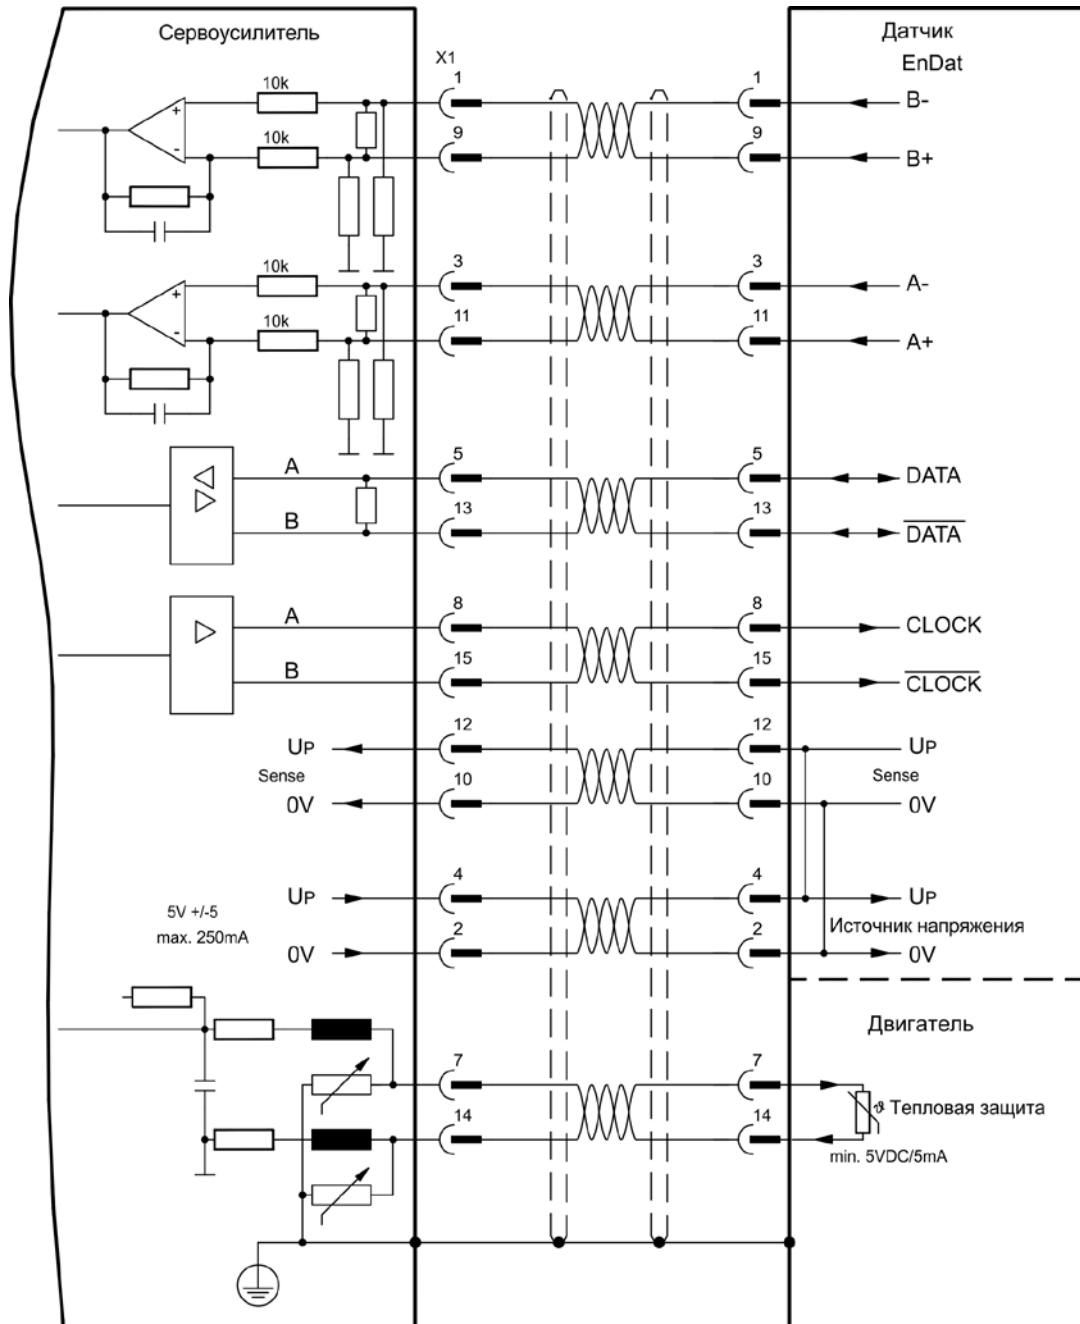 Сервоусилитель
Датчик
EnDat
X1
10k
1
1
B-
10k
9
9
B+
10k
3
3
A-
10k
11
11
A+
A
5
5
DATA
B
13
13
DATA
A
8
8
CLOCK
B
15
15
CLOCK
UP
12
12
UP
Sense
Sense
0V
10
10
0V
UP
4
4
UP
5V +/-5
max. 250mA
Источник напряжения
0V
2
2
0V
Двигатель
7
7
ϑ Тепловая защита
14
14
min. 5VDC/5mA
+
-
+
-